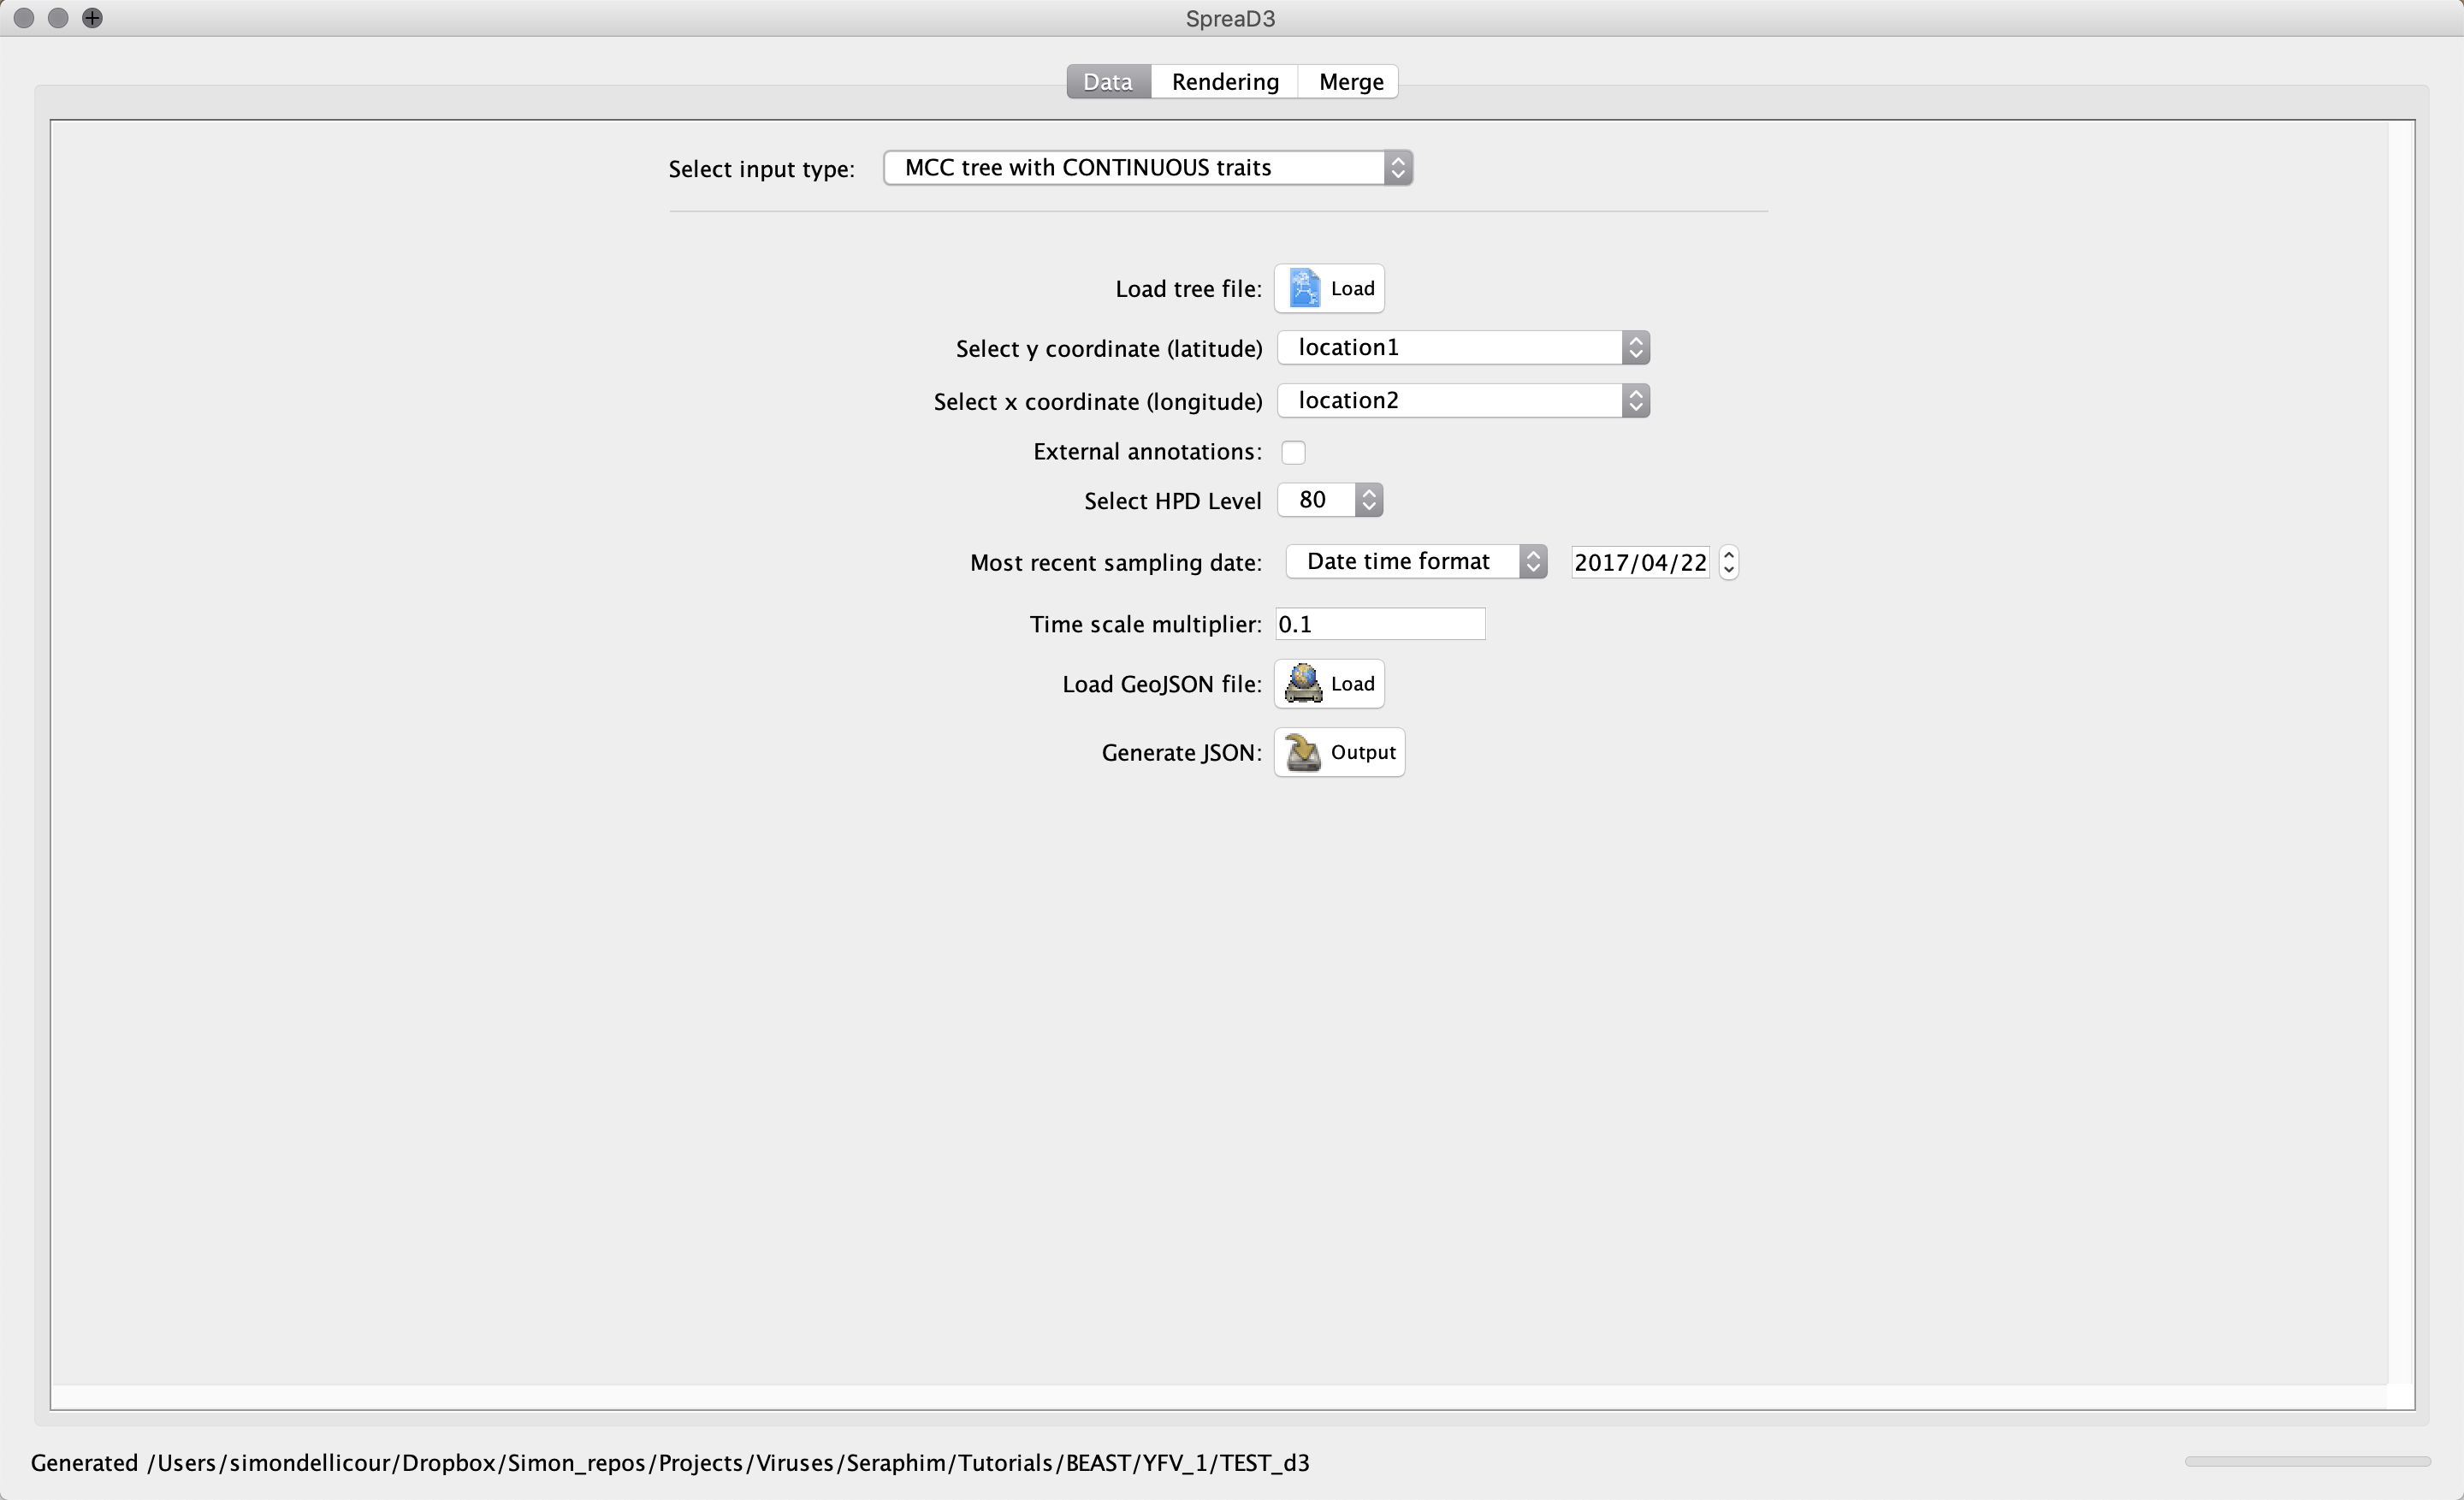 SpreaD3
Data Rendering Merge
Select input type: MCC tree with CONTINUOUS traits
Load tree file: Load
Select y coordinate (latitude) location1
Select x coordinate (longitude) location2
External annotations:
Select HPD Level 80
Most recent sampling date: Date time format 2017/04/22
Time scale multiplier: 0.1
Load GeoJSON file: Load
Generate JSON: Output
Generated /Users/simondellicour/Dropbox/Simon_repos/Projects/Viruses/Seraphim/Tutorials/BEAST/YFV_1/TEST_d3